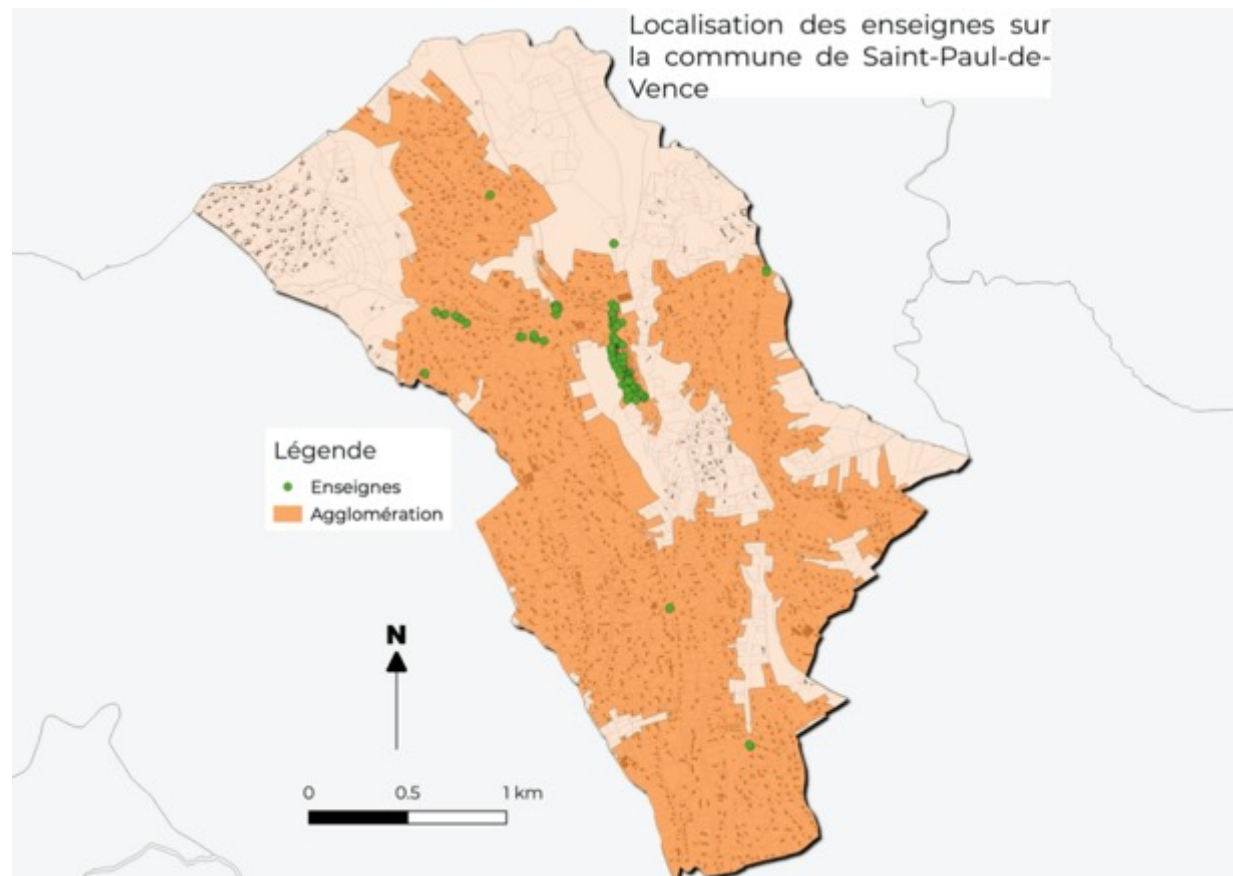 Localisation des enseignes sur
la commune de Saint-Paul-de-
Vence
Légende
Enseignes
Agglomération
N
0 0.5 1 km